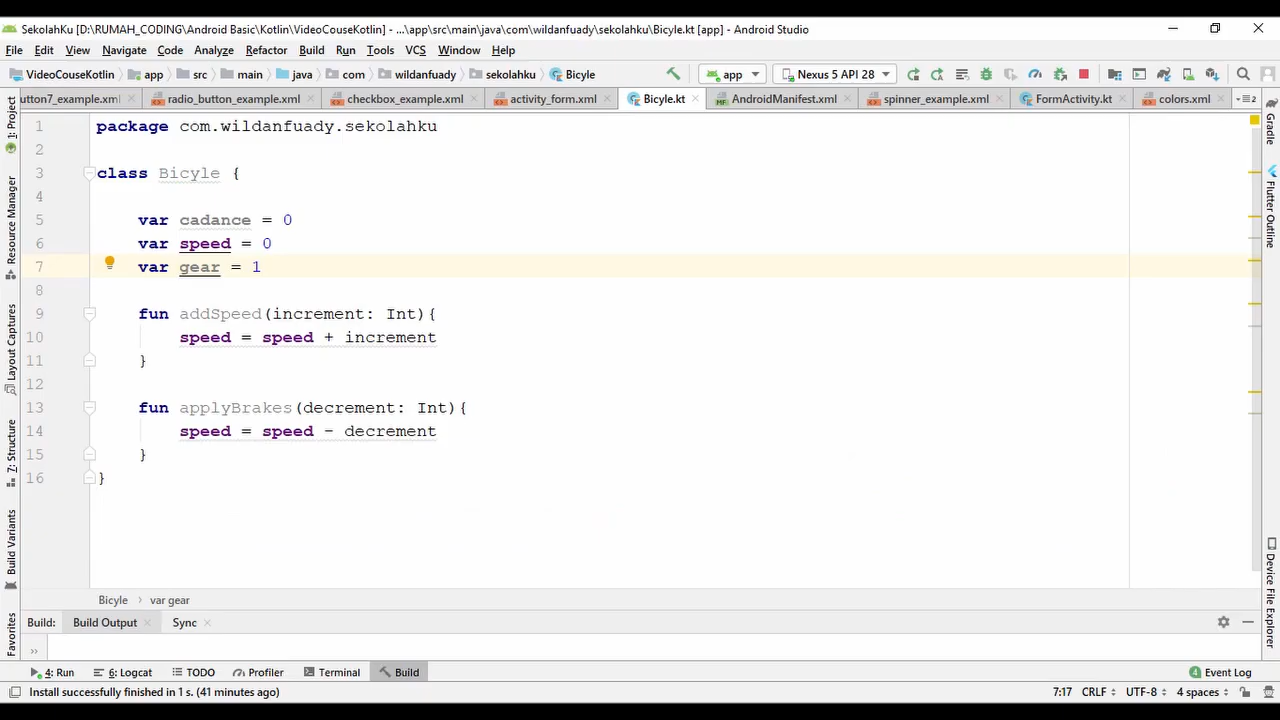 SekolahKu [D:\RUMAH_CODING\Android Basic\Kotlin\VideoCouseKotlin] - ...\app\src\main\java\com\wildanfuady\sekolahku\Bicyle.kt [app] - Android Studio
File Edit View Navigate Code Analyze Refactor Build Run Tools VCS Window Help
VideoCouseKotlin app src main java com wildanfuady sekolahku Bicyle app Nexus 5 API 28
utton7_example.xml radio_button_example.xml checkbox_example.xml activity_form.xml Bicyle.kt AndroidManifest.xml spinner_example.xml FormActivity.kt colors.xml 2
1 package com.wildanfuady.sekolahku
2
3 class Bicyle {
4
5 var cadance = 0
6 var speed = 0
7 var gear = 1
8
9 fun addSpeed(increment: Int){
10 speed = speed + increment
11 }
12
13 fun applyBrakes(decrement: Int){
14 speed = speed - decrement
15 }
16 }
1: Project
Resource Manager
Layout Captures
7: Structure
Build Variants
Favorites
Gradle
Flutter Outline
Device File Explorer
Bicyle › var gear
Build: Build Output Sync
»
4: Run 6: Logcat TODO Profiler Terminal Build 4 Event Log
Install successfully finished in 1 s. (41 minutes ago) 7:17 CRLF UTF-8 4 spaces